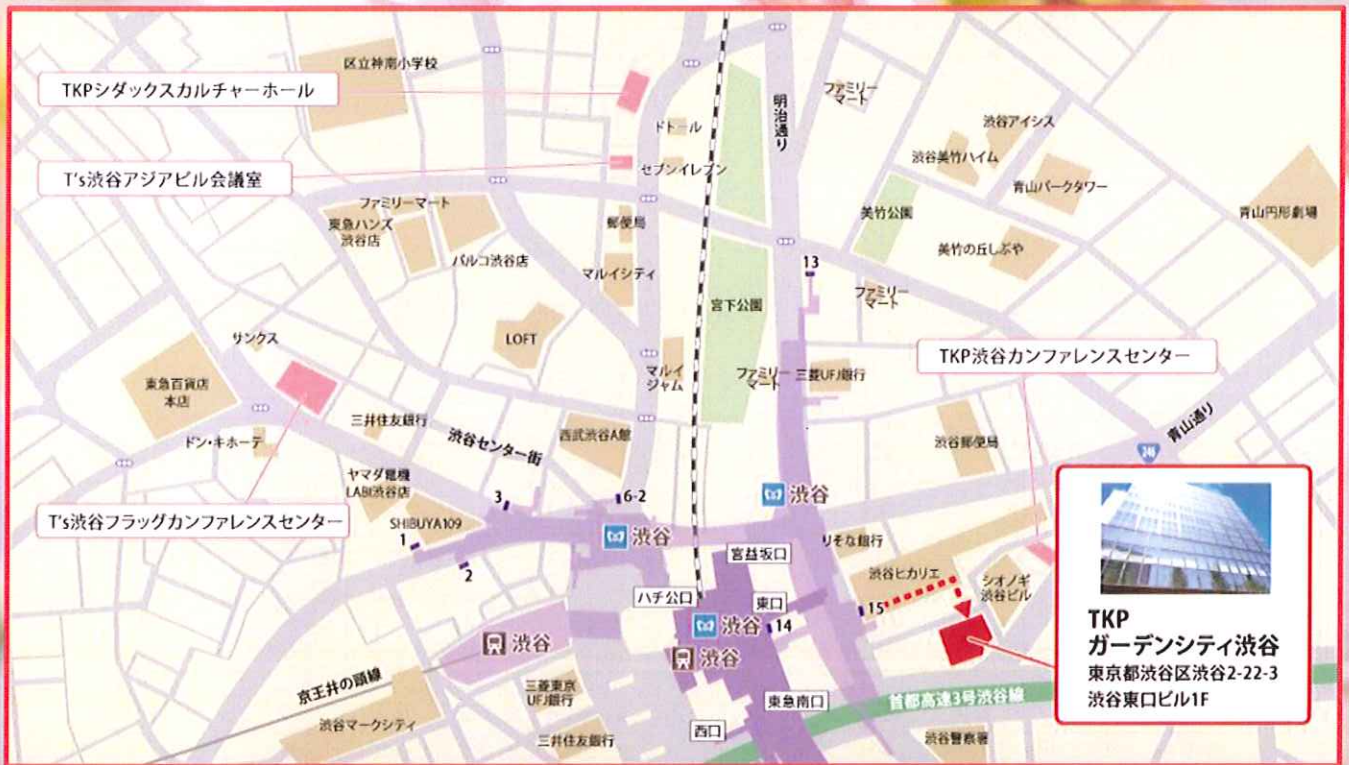 区立神南小学校
TKPシダックスカルチャーホール
ドトール
明治通り
ファミリー
マート
渋谷アイシス
渋谷美竹ハイム
青山パークタワー
T's渋谷アジアビル会議室
セブンイレブン
ファミリーマート
東急ハンズ
渋谷店
パルコ渋谷店
郵便局
マルイシティ
美竹公園
美竹の丘しぶや
青山円形劇場
13
ファミリー
マート
宮下公園
サンクス
LOFT
東急百貨店
本店
マルイ
ジャム
ファミリー
マート
三菱UFJ銀行
TKP渋谷カンファレンスセンター
三井住友銀行
ドン・キホーテ
渋谷センター街
西武渋谷A館
渋谷郵便局
青山通り
246
ヤマダ電機
LABI渋谷店
T's渋谷フラッグカンファレンスセンター
SHIBUYA109
3
6-2
渋谷
渋谷
1
2
宮益坂口
りそな銀行
渋谷ヒカリエ
シオノギ
渋谷ビル
ハチ公口
東口
渋谷
14
15
渋谷
渋谷
京王井の頭線
渋谷マークシティ
三菱東京
UFJ銀行
三井住友銀行
東急南口
西口
首都高速3号渋谷線
渋谷警察署
TKP
ガーデンシティ渋谷
東京都渋谷区渋谷2-22-3
渋谷東口ビル1F